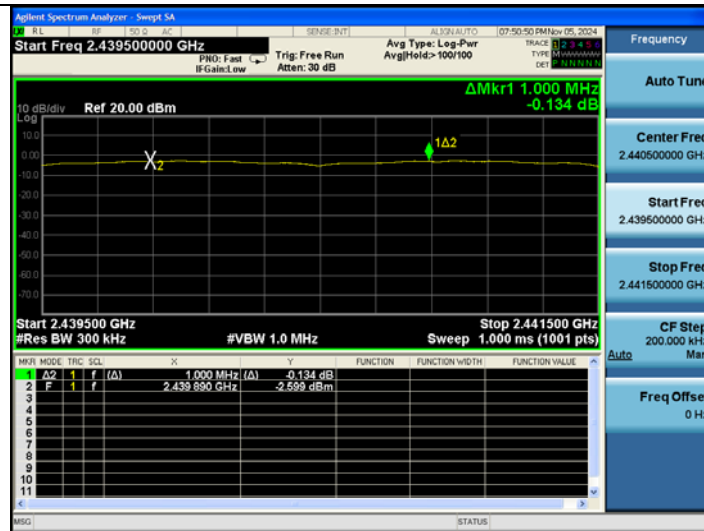 Agilent Spectrum Analyzer - Swept SA
RL RF 50 Ω AC SENSE:INT ALIGN AUTO 07:50:50 PM Nov 05, 2024
Start Freq 2.439500000 GHz
PNO: Fast
IFGain:Low
Trig: Free Run
Atten: 30 dB
Avg Type: Log-Pwr
Avg|Hold:> 100/100
TRACE 1 2 3 4 5 6
TYPE M W W W W W
DET P N N N N N
ΔMkr1 1.000 MHz
-0.134 dB
10 dB/div Ref 20.00 dBm
Log
10.0
0.00
-10.0
-20.0
-30.0
-40.0
-50.0
-60.0
-70.0
X2
1Δ2
Start 2.439500 GHz Stop 2.441500 GHz
#Res BW 300 kHz #VBW 1.0 MHz Sweep 1.000 ms (1001 pts)
MKR MODE TRC SCL X Y FUNCTION FUNCTION WIDTH FUNCTION VALUE
1 Δ2 1 f (Δ) 1.000 MHz (Δ) -0.134 dB
2 F 1 f 2.439 890 GHz -2.599 dBm
3
4
5
6
7
8
9
10
11
MSG STATUS
Frequency
Auto Tune
Center Freq
2.440500000 GHz
Start Freq
2.439500000 GHz
Stop Freq
2.441500000 GHz
CF Step
200.000 kHz
Auto Man
Freq Offset
0 Hz